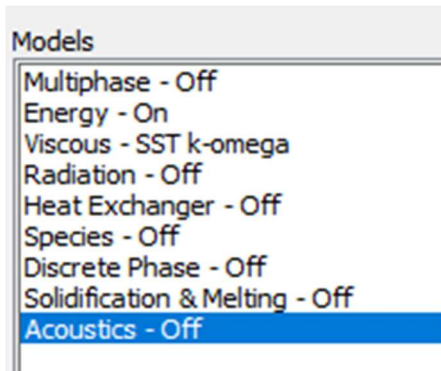 Models
Multiphase - Off
Energy - On
Viscous - SST k-omega
Radiation - Off
Heat Exchanger - Off
Species - Off
Discrete Phase - Off
Solidification & Melting - Off
Acoustics - Off